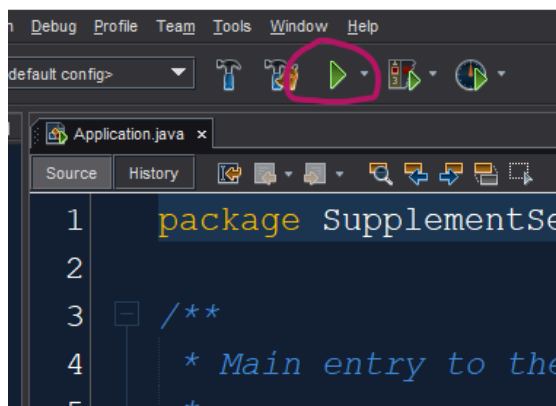 Debug Profile Team Tools Window Help
default config>
Application.java ×
Source History
1 package
2
3 /**
4 * Main entry to the